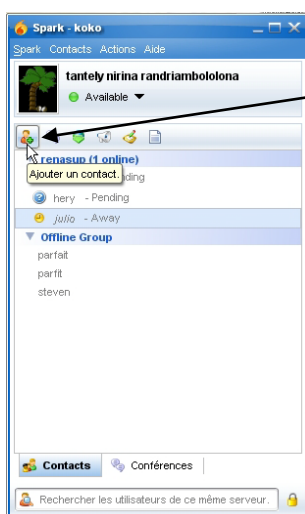 Spark - koko
Spark Contacts Actions Aide
tantely nirina randriambololona
Available
renasup (1 online)
Ajouter un contact.
ding
hery - Pending
julio - Away
Offline Group
parfait
parfit
steven
Contacts Conférences
Rechercher les utilisateurs de ce même serveur.